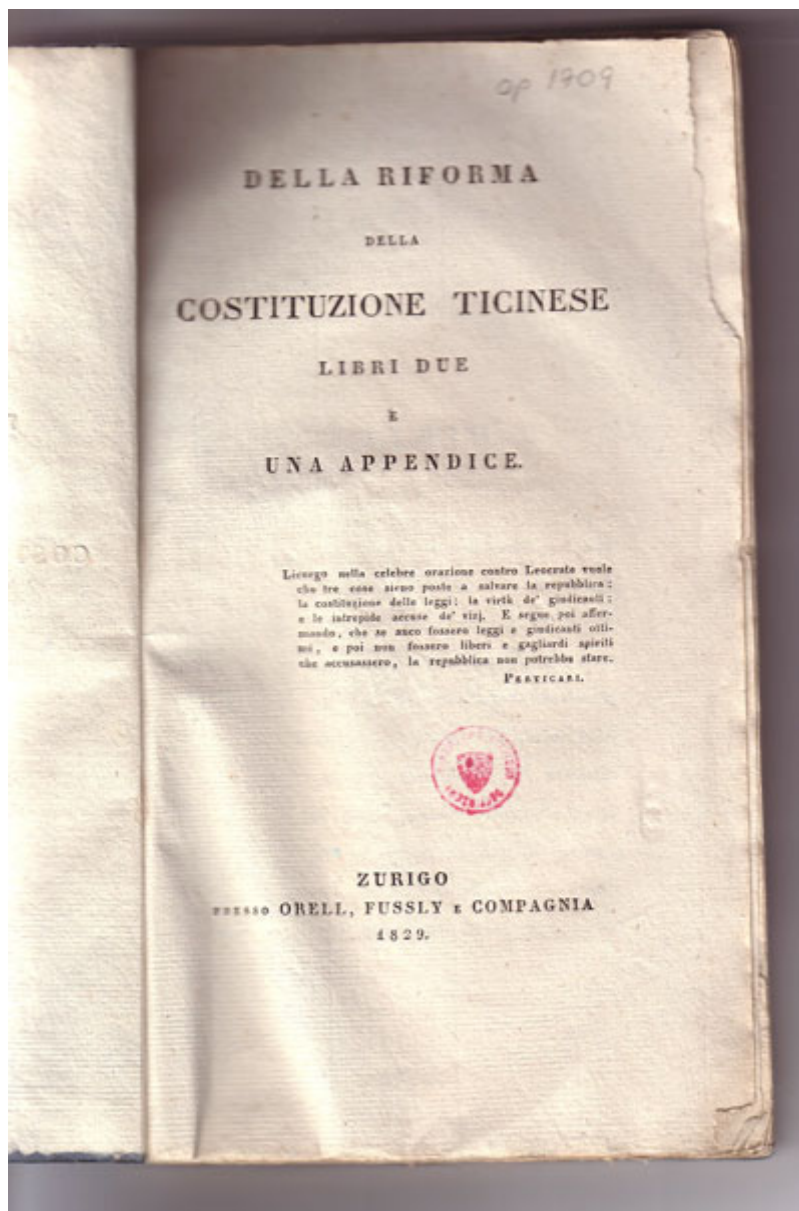 op 1709
DELLA RIFORMA
DELLA
COSTITUZIONE TICINESE
LIBRI DUE
E
UNA APPENDICE.
Licurgo nella celebre orazione contro Leocrate vuole
che tre cose sieno poste a salvare la repubblica:
la costituzione delle leggi; la virtù de' giudicanti;
e le intrepide accuse de' vizj. E segue poi affer-
mando, che se anco fossero leggi e giudicanti otti-
mi, e poi non fossero liberi e gagliardi spiriti
che accusassero, la repubblica non potrebbe stare.
PERTICARI.
ZURIGO
PRESSO ORELL, FUSSLY E COMPAGNIA
1829.